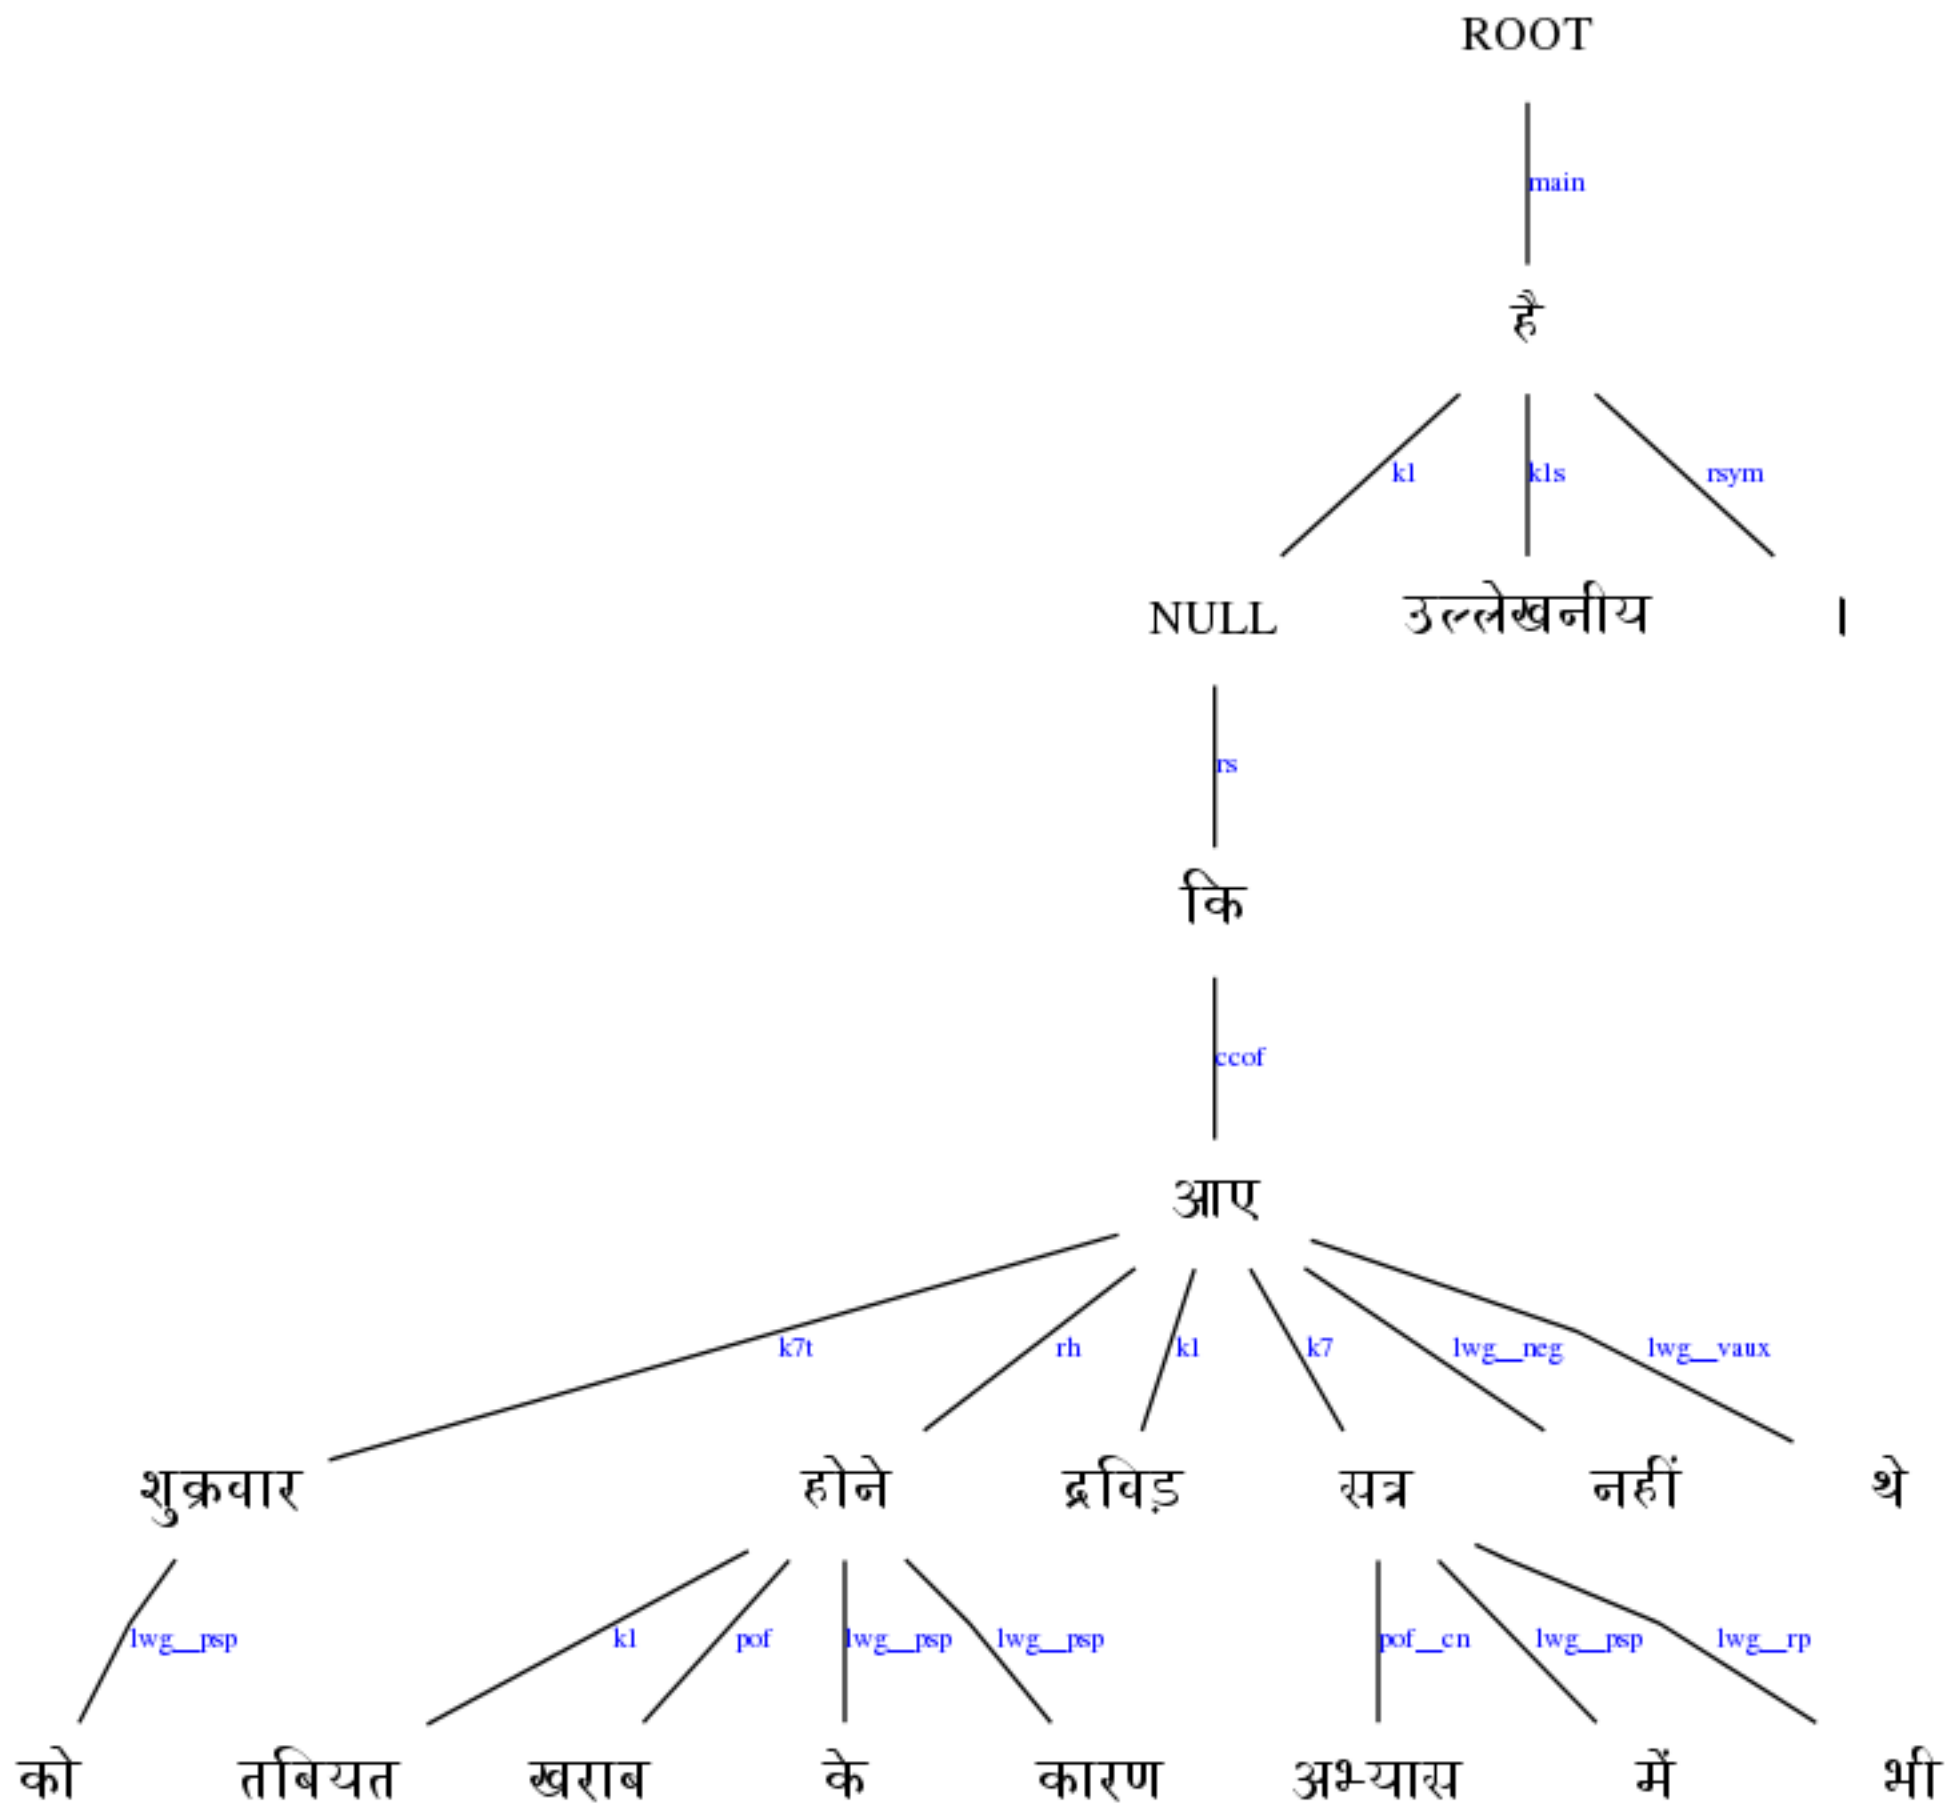 ROOT
main
है
k1 k1s rsym
NULL उल्लेखनीय ।
rs
कि
ccof
आए
k7t rh k1 k7 lwg__neg lwg__vaux
शुक्रवार होने द्रविड़ सत्र नहीं थे
lwg__psp k1 pof lwg__psp lwg__psp pof__cn lwg__psp lwg__rp
को तबियत खराब के कारण अभ्यास में भी